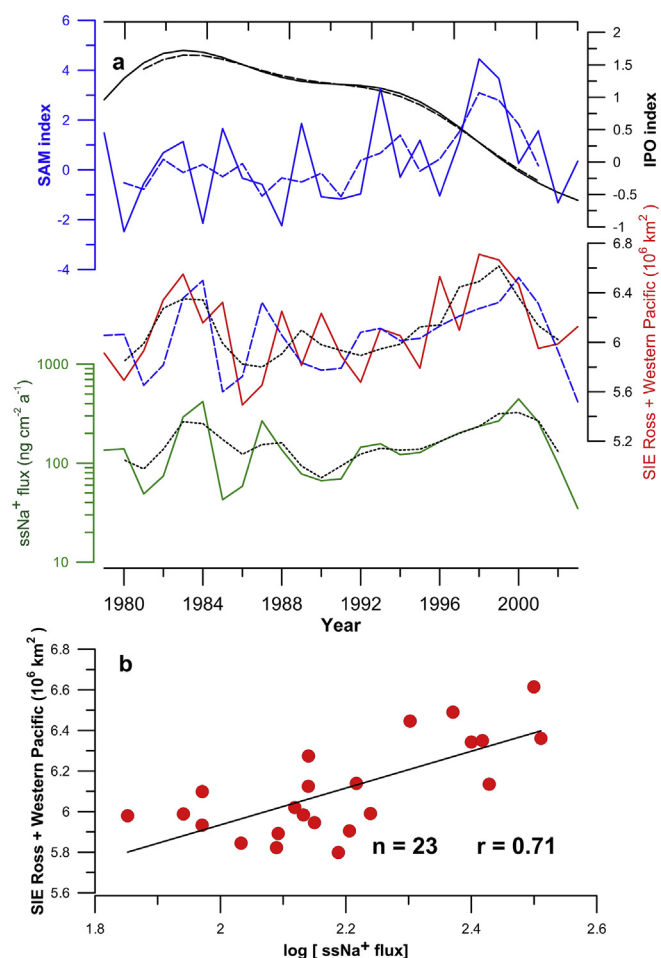 a
SAM index
6
4
2
0
-2
-4
IPO index
2
1.5
1
0.5
0
-0.5
-1
SIE Ross + Western Pacific (10⁶ km²)
6.8
6.4
6
5.6
5.2
ssNa⁺ flux (ng cm⁻² a⁻¹)
1000
100
10
1980 1984 1988 1992 1996 2000
Year
b
SIE Ross + Western Pacific (10⁶ km²)
6.8
6.6
6.4
6.2
6
5.8
5.6
n = 23 r = 0.71
1.8 2 2.2 2.4 2.6
log [ ssNa⁺ flux]